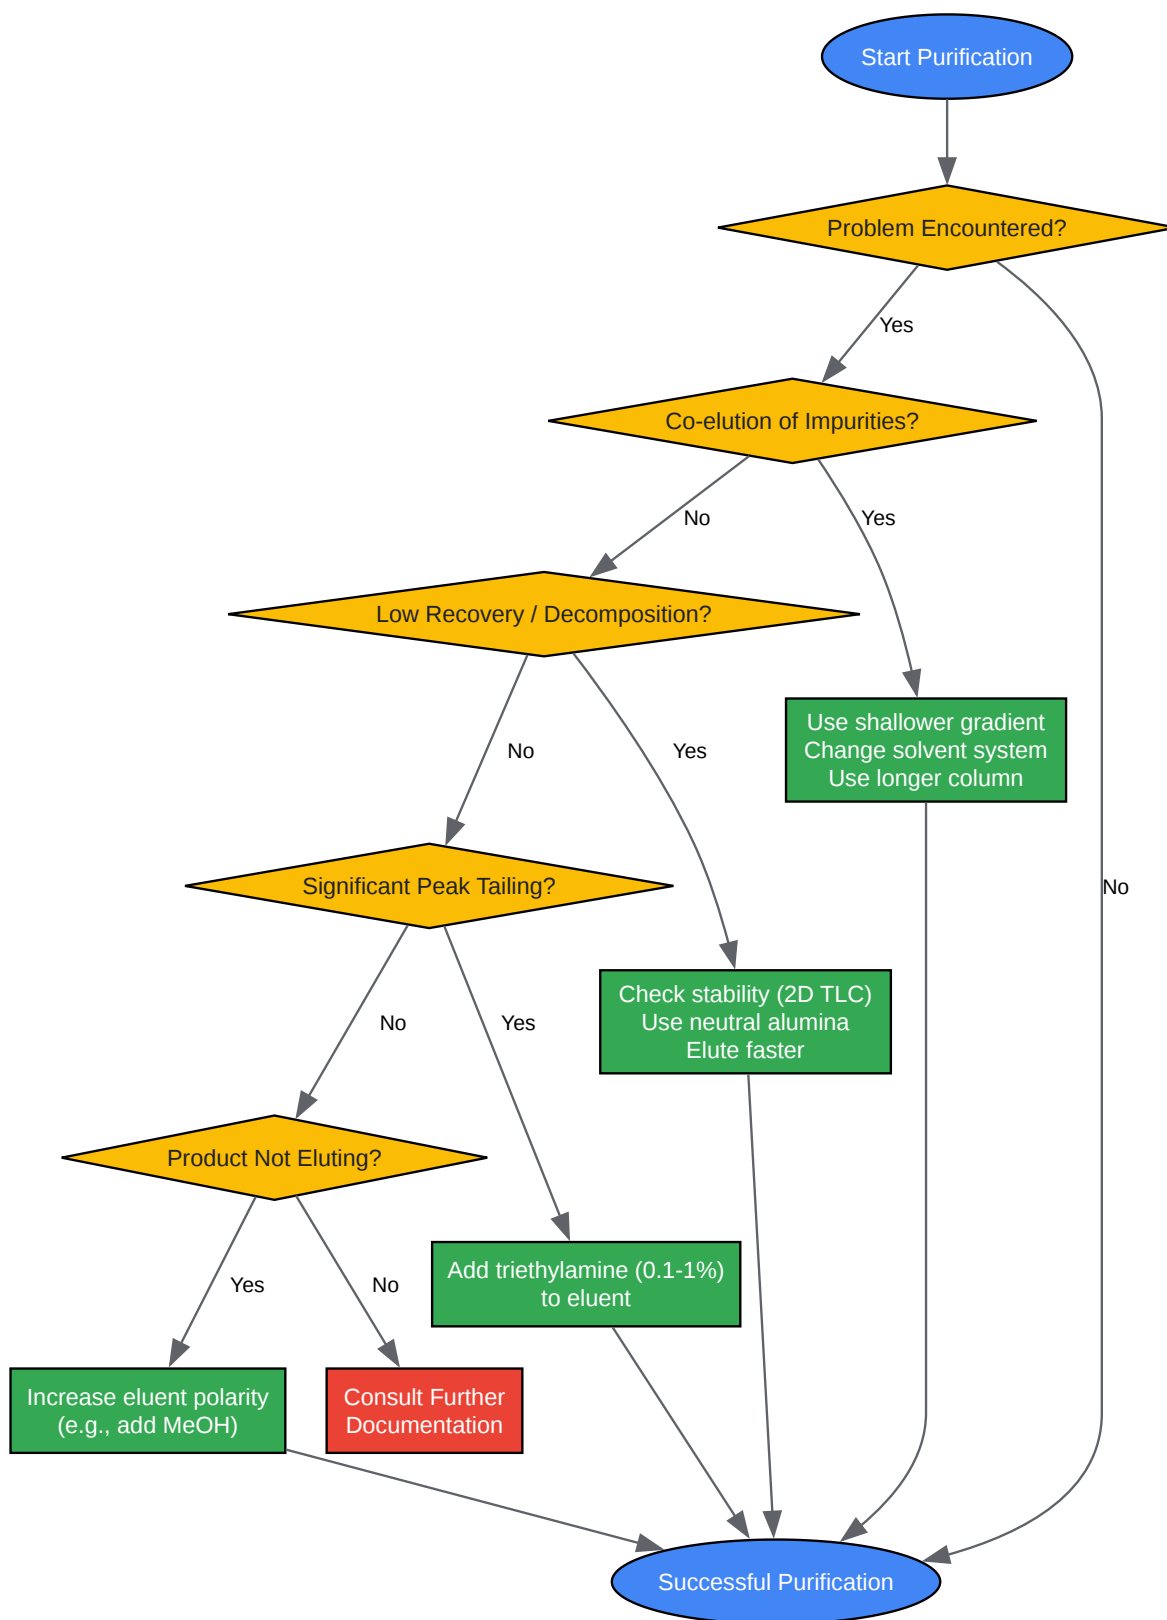 Start Purification
Problem Encountered?
Yes
Co-elution of Impurities?
No
Yes
Low Recovery / Decomposition?
Use shallower gradient
Change solvent system
Use longer column
No
Yes
Significant Peak Tailing?
No
Check stability (2D TLC)
Use neutral alumina
Elute faster
No
Yes
Product Not Eluting?
Add triethylamine (0.1-1%)
to eluent
Yes
No
Increase eluent polarity
(e.g., add MeOH)
Consult Further
Documentation
Successful Purification